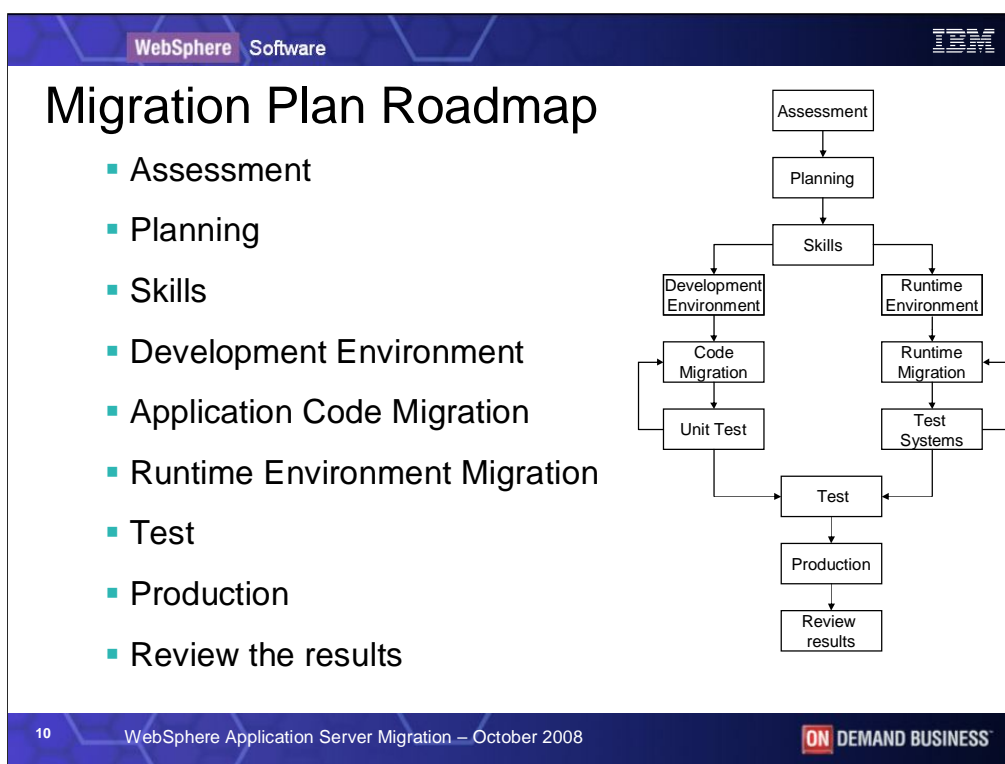 WebSphere Software
IBM
Migration Plan Roadmap
▪ Assessment
▪ Planning
▪ Skills
▪ Development Environment
▪ Application Code Migration
▪ Runtime Environment Migration
▪ Test
▪ Production
▪ Review the results
Assessment
Planning
Skills
Development
Environment
Runtime
Environment
Code
Migration
Runtime
Migration
Unit Test
Test
Systems
Test
Production
Review
results
10
WebSphere Application Server Migration – October 2008
ON DEMAND BUSINESS™